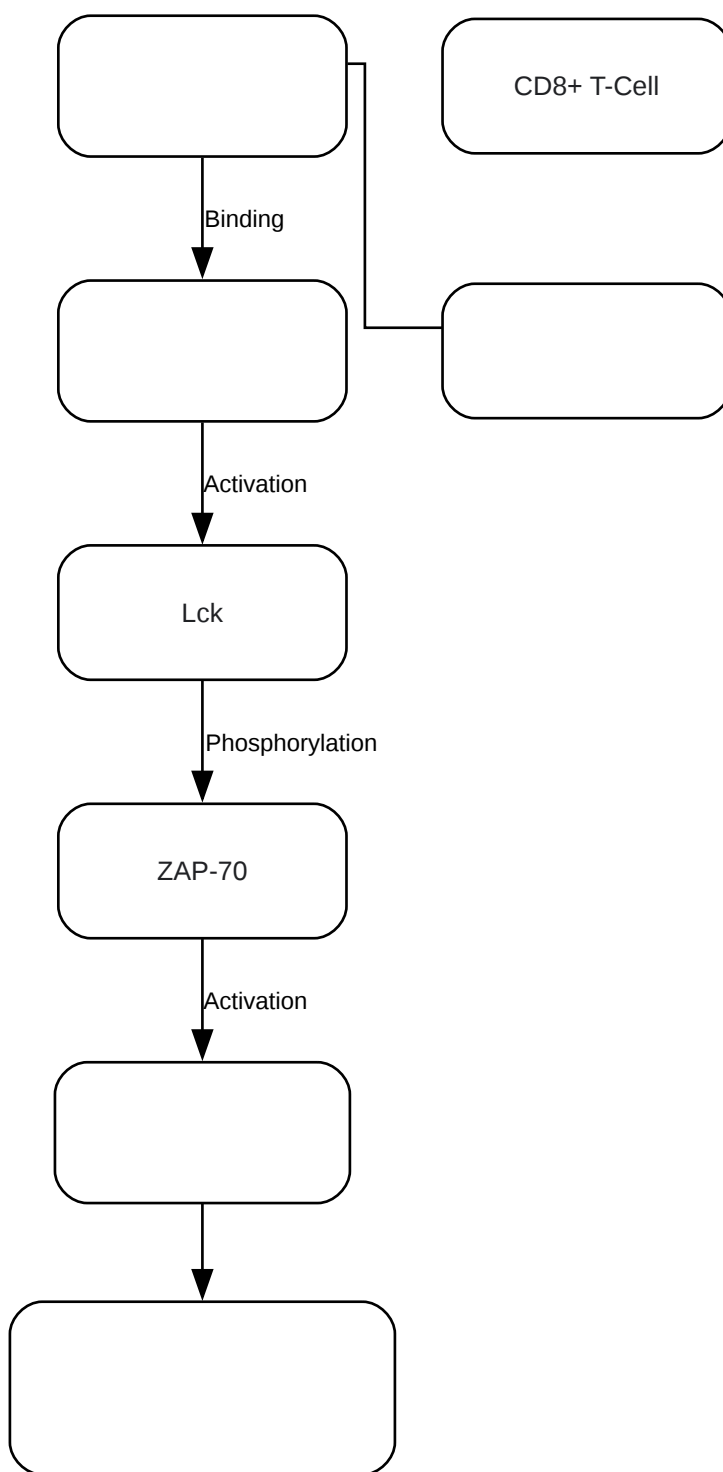 CD8+ T-Cell
Binding
Activation
Lck
Phosphorylation
ZAP-70
Activation